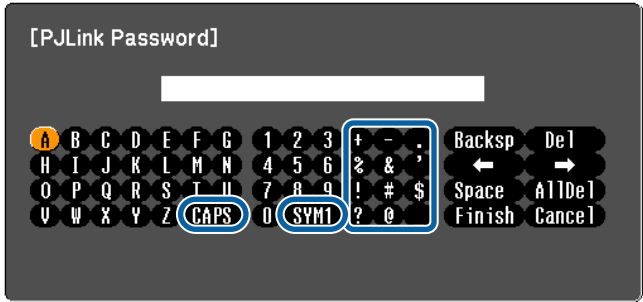 [PJLink Password]
A B C D E F G 1 2 3 + - . Backsp Del
H I J K L M N 4 5 6 % & ' ← →
O P Q R S T U 7 8 9 ! # $ Space AllDel
V W X Y Z CAPS 0 SYM1 ? @ Finish Cancel